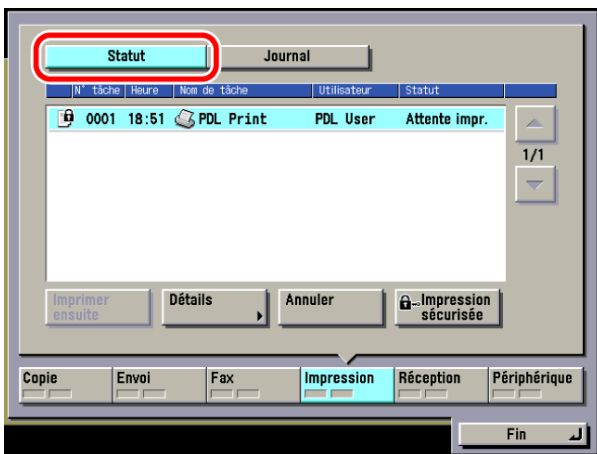 Statut Journal
N° tâche Heure Nom de tâche Utilisateur Statut
0001 18:51 PDL Print PDL User Attente impr.
1/1
Imprimer ensuite
Détails
Annuler
Impression sécurisée
Copie Envoi Fax Impression Réception Périphérique
Fin